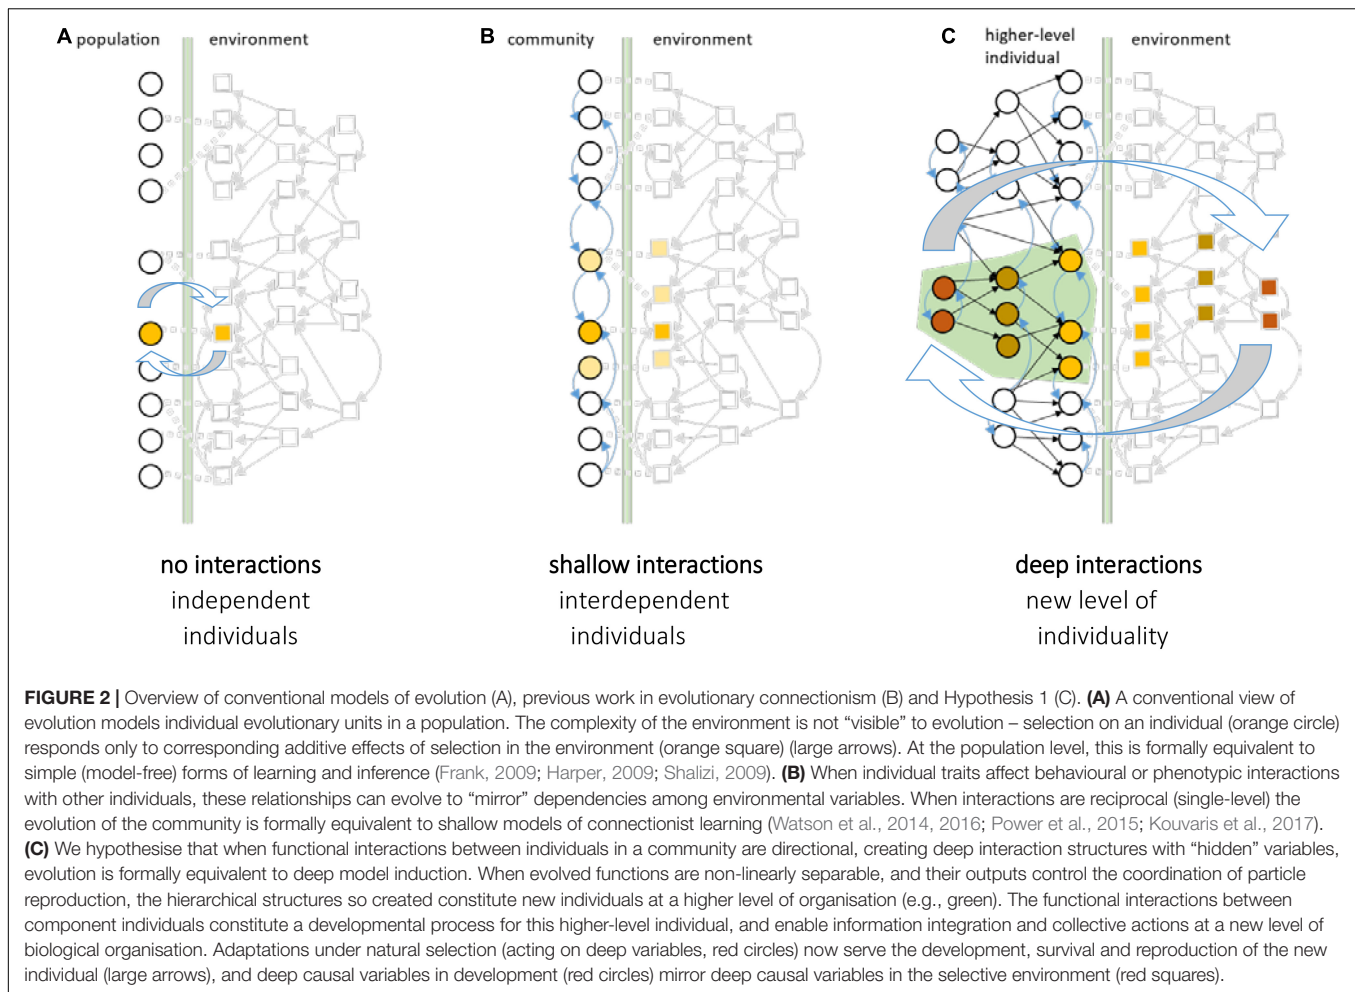 A population environment
B community environment
C higher-level individual environment
no interactions
independent
individuals
shallow interactions
interdependent
individuals
deep interactions
new level of
individuality
FIGURE 2 | Overview of conventional models of evolution (A), previous work in evolutionary connectionism (B) and Hypothesis 1 (C). (A) A conventional view of
evolution models individual evolutionary units in a population. The complexity of the environment is not “visible” to evolution – selection on an individual (orange circle)
responds only to corresponding additive effects of selection in the environment (orange square) (large arrows). At the population level, this is formally equivalent to
simple (model-free) forms of learning and inference (Frank, 2009; Harper, 2009; Shalizi, 2009). (B) When individual traits affect behavioural or phenotypic interactions
with other individuals, these relationships can evolve to “mirror” dependencies among environmental variables. When interactions are reciprocal (single-level) the
evolution of the community is formally equivalent to shallow models of connectionist learning (Watson et al., 2014, 2016; Power et al., 2015; Kouvaris et al., 2017).
(C) We hypothesise that when functional interactions between individuals in a community are directional, creating deep interaction structures with “hidden” variables,
evolution is formally equivalent to deep model induction. When evolved functions are non-linearly separable, and their outputs control the coordination of particle
reproduction, the hierarchical structures so created constitute new individuals at a higher level of organisation (e.g., green). The functional interactions between
component individuals constitute a developmental process for this higher-level individual, and enable information integration and collective actions at a new level of
biological organisation. Adaptations under natural selection (acting on deep variables, red circles) now serve the development, survival and reproduction of the new
individual (large arrows), and deep causal variables in development (red circles) mirror deep causal variables in the selective environment (red squares).